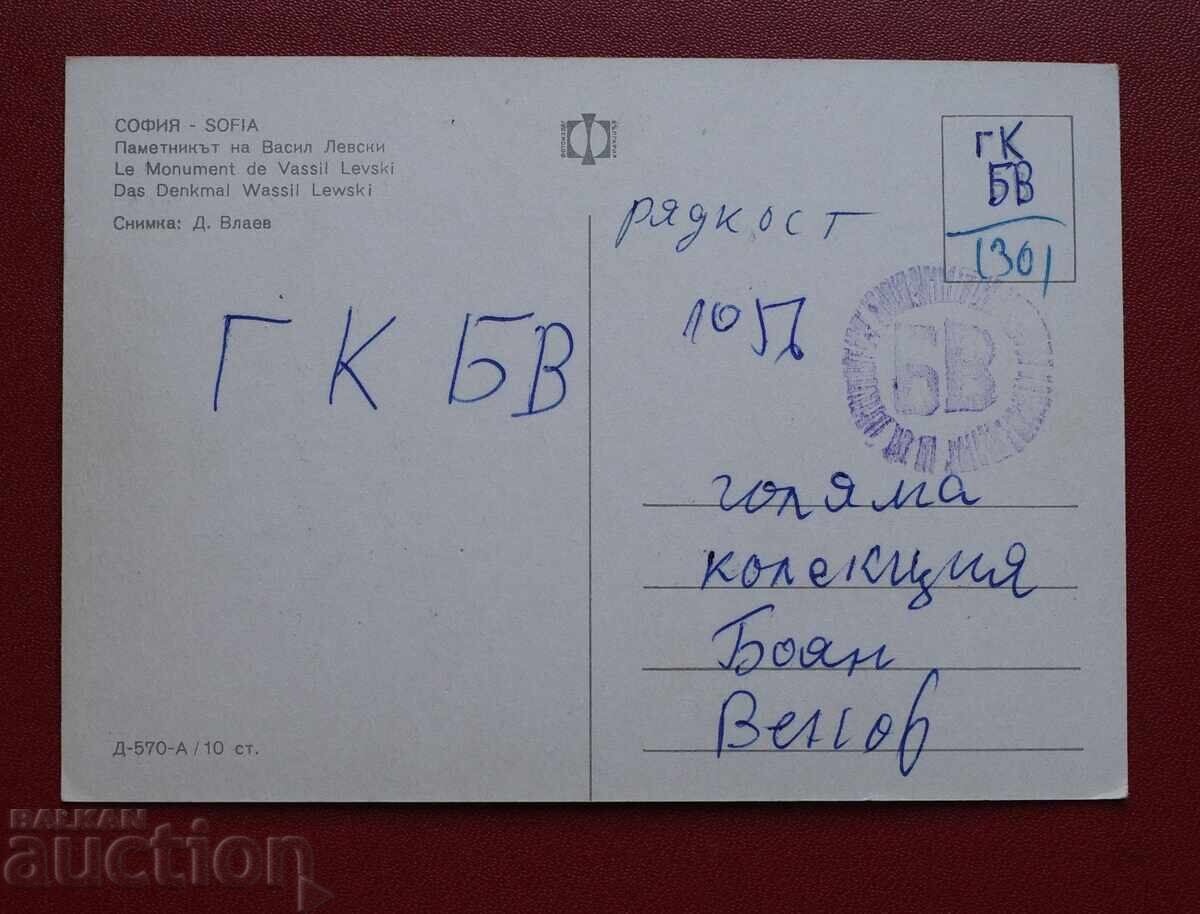 СОФИЯ - SOFIA
Паметникът на Васил Левски
Le Monument de Vassil Levski
Das Denkmal Wassil Lewski
Снимка: Д. Влаев
ГК БВ
Д-570-А / 10 ст.
ГК
БВ
(30)
рядкост
БВ
голяма
колекция
Боян
Венов
BALKAN
auction